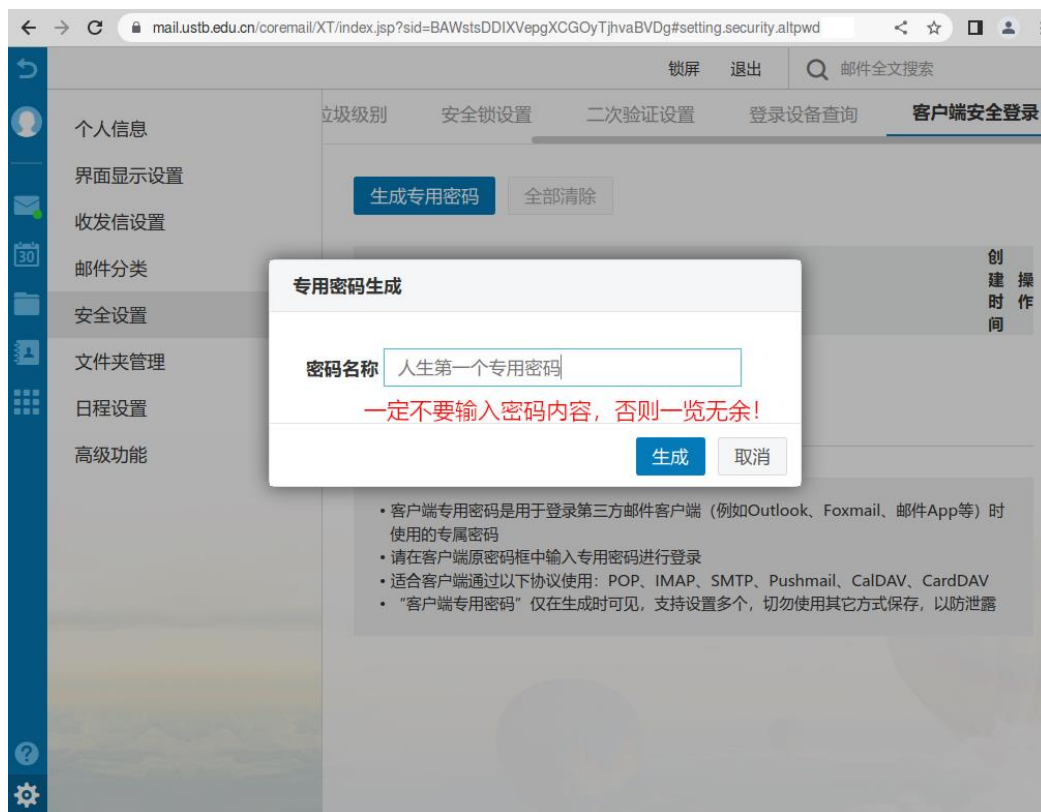 mail.ustb.edu.cn/coremail/XT/index.jsp?sid=BAWstsDDIXVepgXCGOyTjhvaBVDg#setting.security.altpwd
锁屏 退出 邮件全文搜索
个人信息
界面显示设置
收发信设置
邮件分类
安全设置
文件夹管理
日程设置
高级功能
30
垃圾级别 安全锁设置 二次验证设置 登录设备查询 客户端安全登录
生成专用密码 全部清除
创建时间 操作
专用密码生成
密码名称 人生第一个专用密码
一定不要输入密码内容，否则一览无余！
生成 取消
• 客户端专用密码是用于登录第三方邮件客户端（例如Outlook、Foxmail、邮件App等）时
使用的专属密码
• 请在客户端原密码框中输入专用密码进行登录
• 适合客户端通过以下协议使用：POP、IMAP、SMTP、Pushmail、CalDAV、CardDAV
• “客户端专用密码”仅在生成时可见，支持设置多个，切勿使用其它方式保存，以防泄露